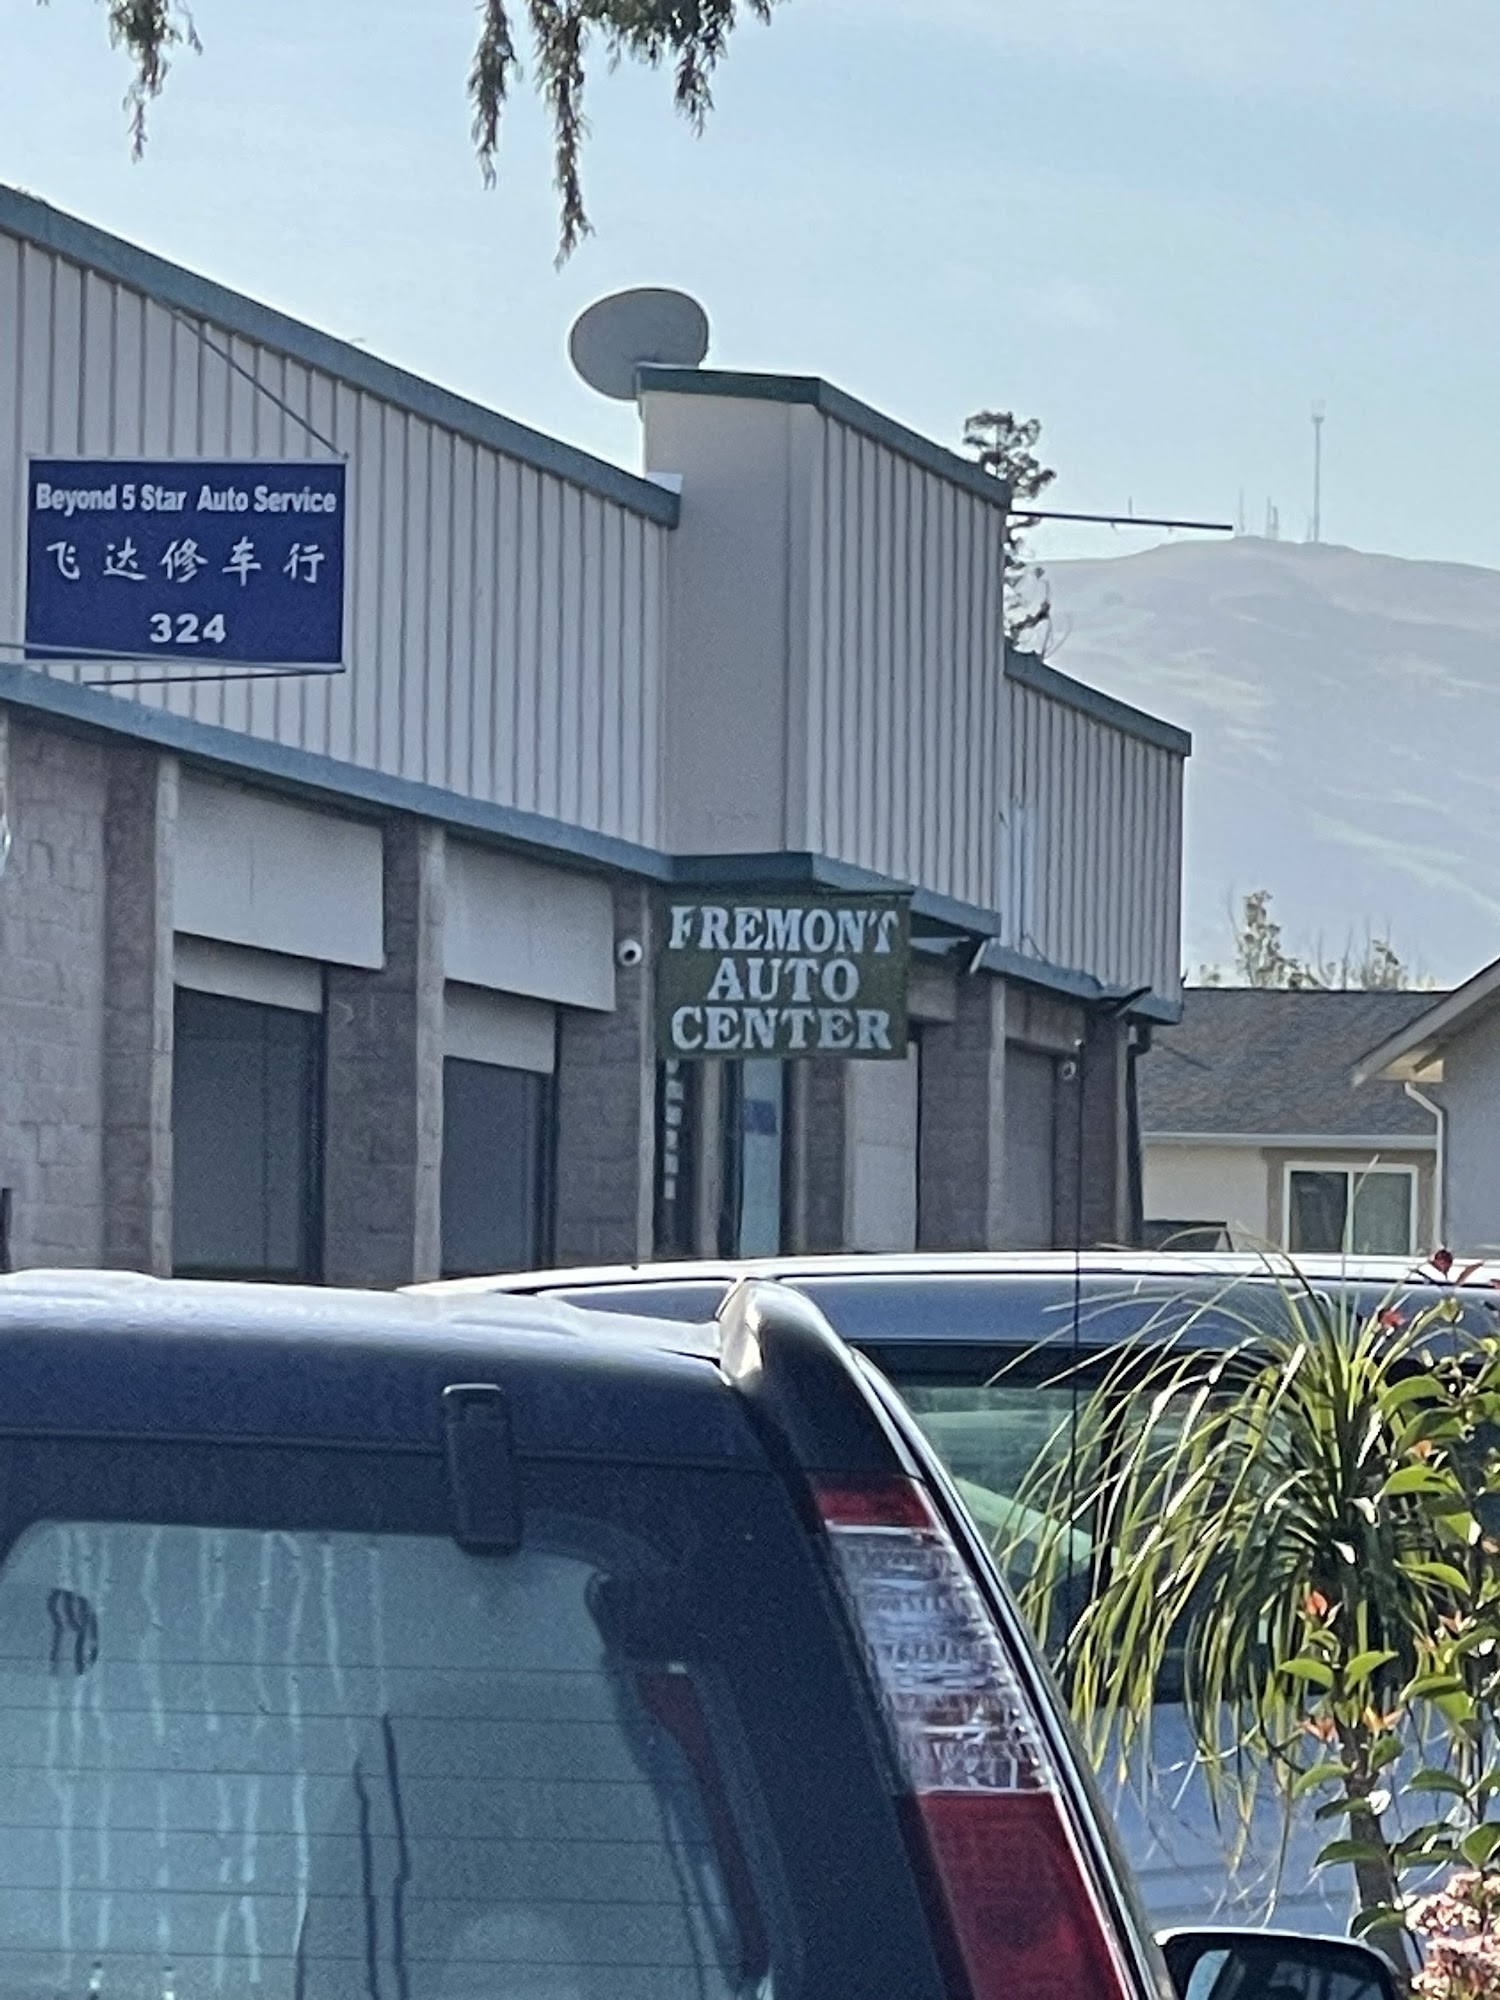 Beyond 5 Star Auto Service
飞达修车行
324
FREMONT
AUTO
CENTER